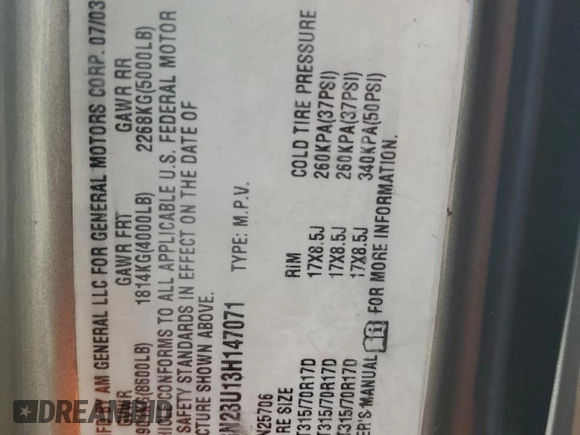 AM GENERAL LLC FOR GENERAL MOTORS CORP. 07/03
GAWR FRT GAWR RR
(8600LB) 1814KG(4000LB) 2268KG(5000LB)
CONFORMS TO ALL APPLICABLE U.S. FEDERAL MOTOR
SAFETY STANDARDS IN EFFECT ON THE DATE OF
CTURE SHOWN ABOVE.
N23U13H147071 TYPE: M.P.V.
N25706
RE SIZE RIM COLD TIRE PRESSURE
T315/70R17D 17X8.5J 260KPA(37PSI)
T315/70R17D 17X8.5J 260KPA(37PSI)
T315/70R17D 17X8.5J 340KPA(50PSI)
ER'S MANUAL FOR MORE INFORMATION.
DREAMBID